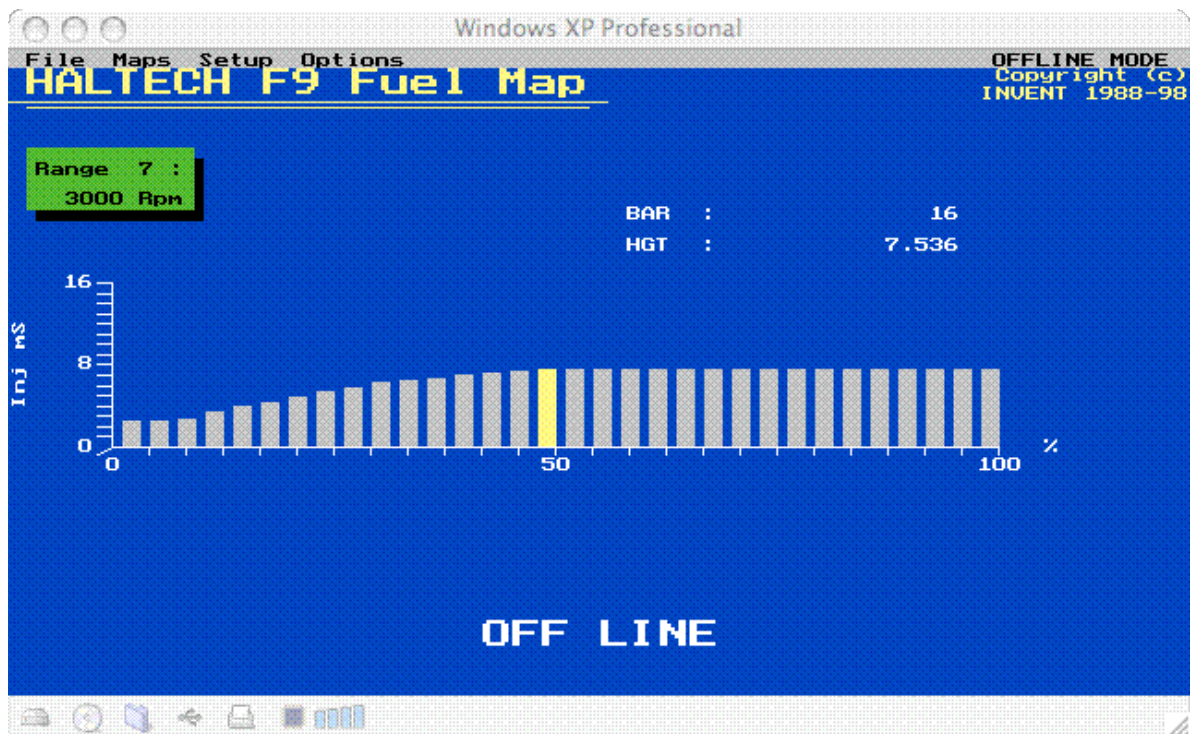 Windows XP Professional
File Maps Setup Options OFFLINE MODE
HALTECH F9 Fuel Map
Copyright (c)
INVENT 1988-98
Range 7 :
3000 Rpm
BAR : 16
HGT : 7.536
16
8
0
Inj mS
0 50 100 %
OFF LINE